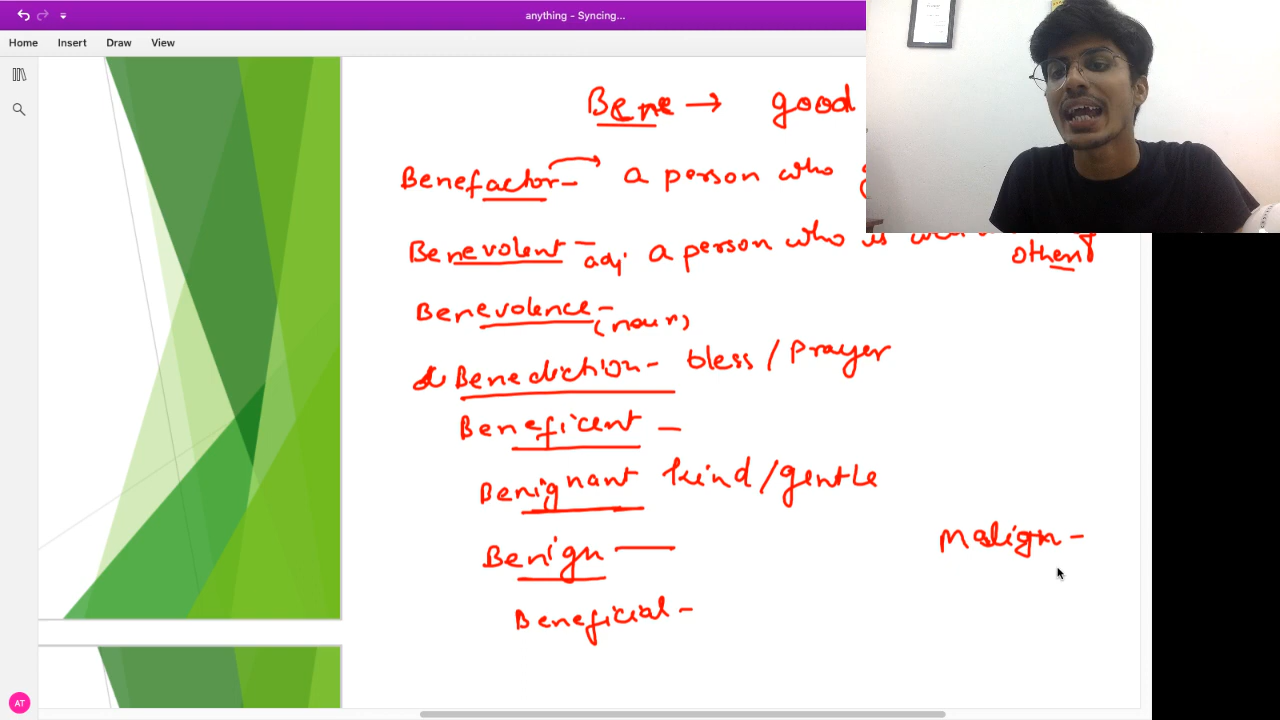 anything - Syncing...
Home Insert Draw View
Bene → good
Benefactor- a person who
Benevolent - adj. a person who is
others
Benevolence - (noun)
Benediction - bless / Prayer
Beneficent -
Benignant kind/gentle
Malign -
Benign -
Beneficial -
AT